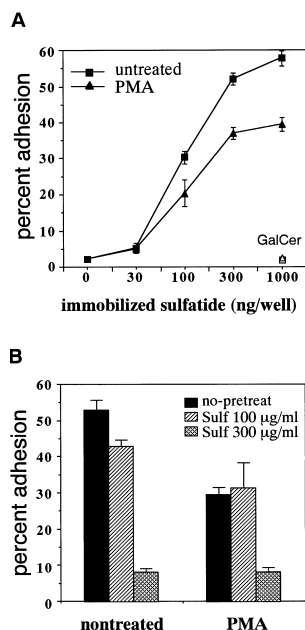 A
60
50
40
30
20
10
0
percent adhesion
untreated
PMA
GalCer
0 30 100 300 1000
immobilized sulfatide (ng/well)
B
60
50
40
30
20
10
0
percent adhesion
no-pretreat
Sulf 100 µg/ml
Sulf 300 µg/ml
nontreated PMA